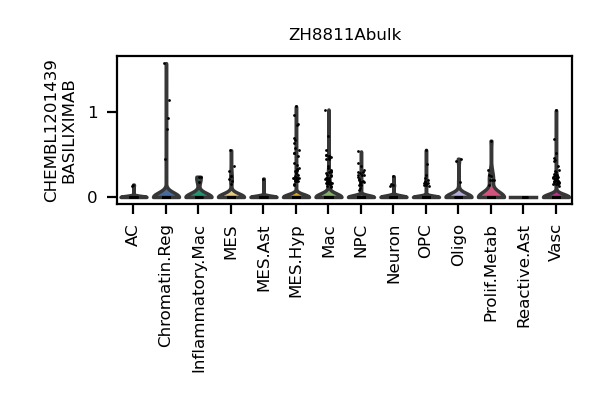 ZH8811Abulk
CHEMBL1201439
BASILIXIMAB
1
0
AC
Chromatin.Reg
Inflammatory.Mac
MES
MES.Ast
MES.Hyp
Mac
NPC
Neuron
OPC
Oligo
Prolif.Metab
Reactive.Ast
Vasc